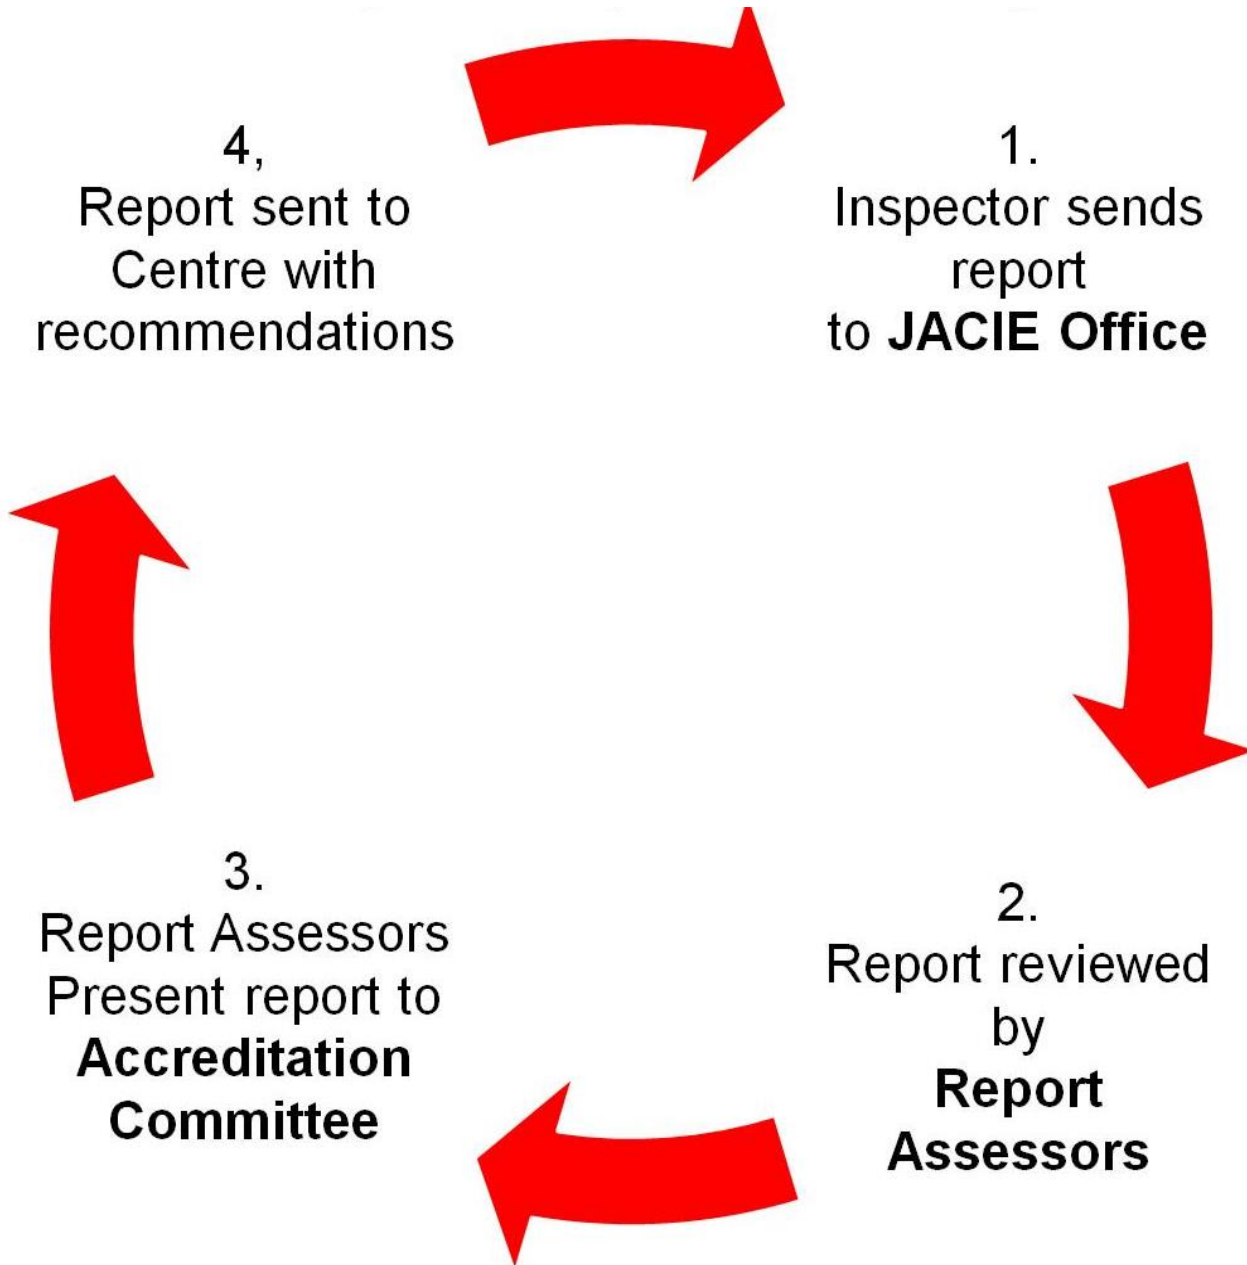 1.
Inspector sends
report
to JACIE Office
2.
Report reviewed
by
Report
Assessors
3.
Report Assessors
Present report to
Accreditation
Committee
4,
Report sent to
Centre with
recommendations